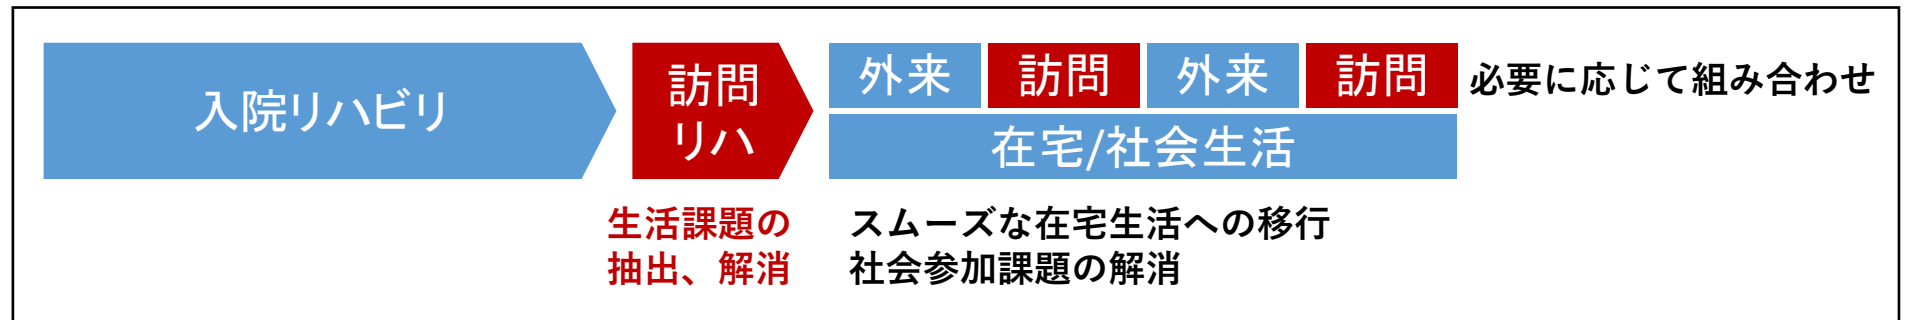 入院リハビリ
訪問
リハ
外来
訪問
外来
訪問
必要に応じて組み合わせ
在宅/社会生活
生活課題の
抽出、解消
スムーズな在宅生活への移行
社会参加課題の解消